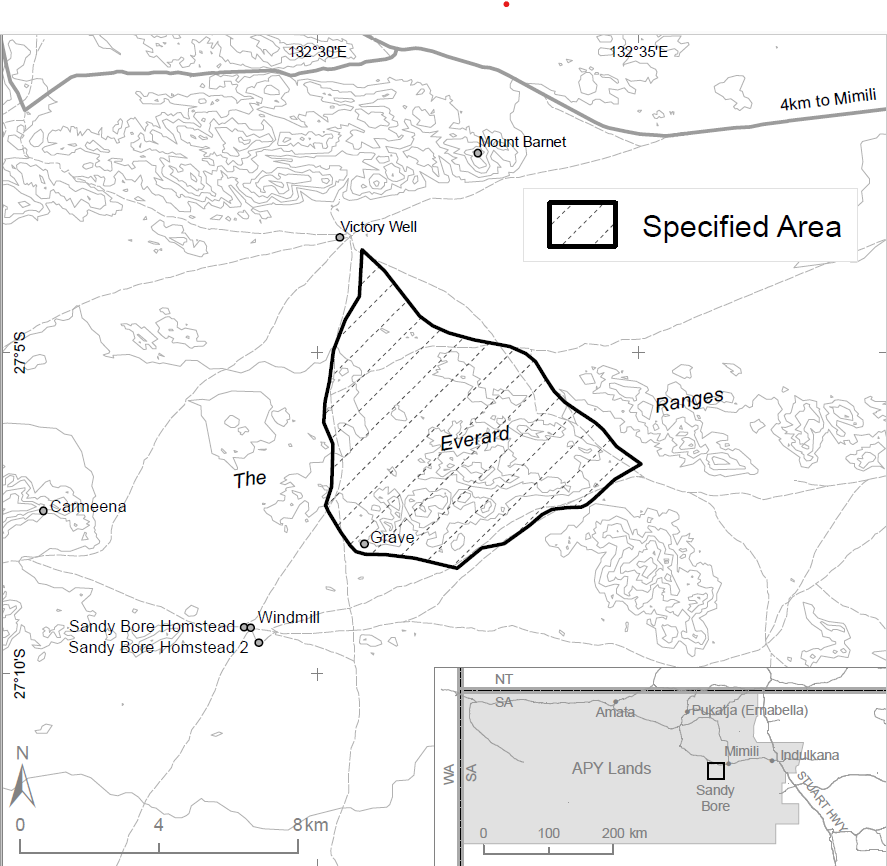 132°30'E
132°35'E
4km to Mimili
Mount Barnet
Victory Well
Specified Area
27°5'S
Ranges
Everard
The
Carmeena
Grave
Windmill
Sandy Bore Homstead
Sandy Bore Homstead 2
27°10'S
NT
SA
Amata
Pukatja (Ernabella)
Mimili
Indulkana
APY Lands
WA
SA
Sandy
Bore
STUART HWY
N
0 4 8km
0 100 200 km